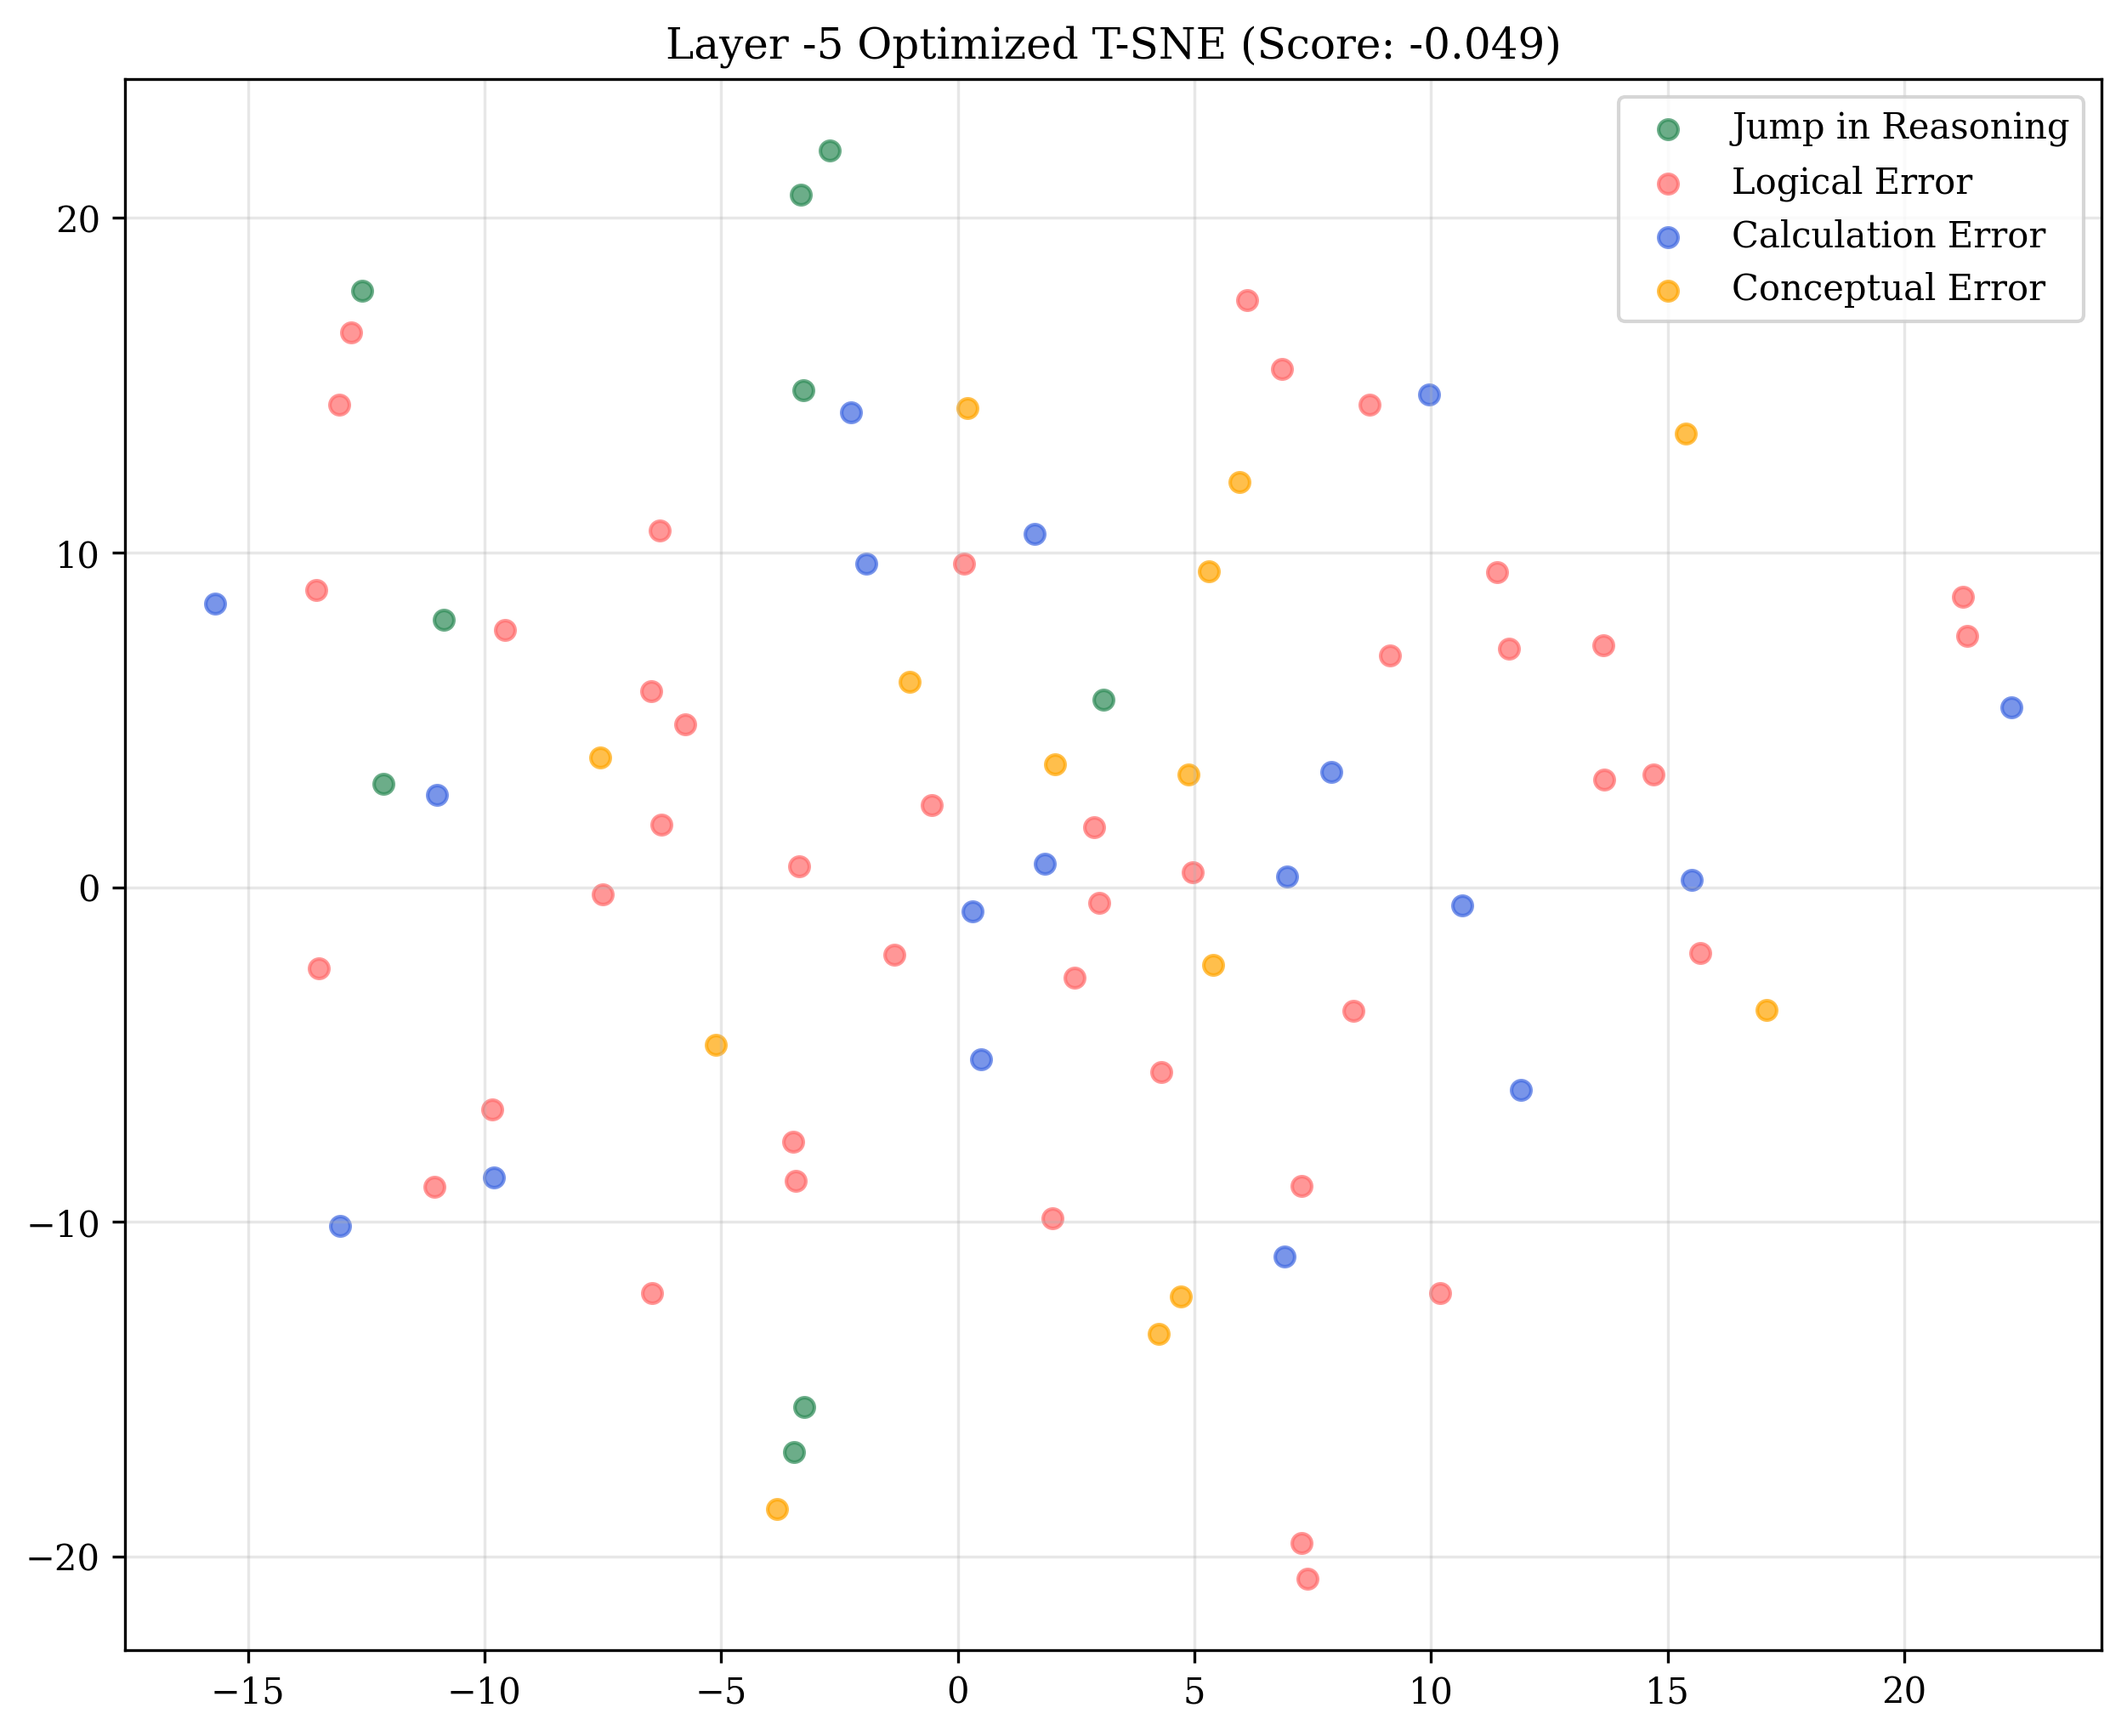 Layer -5 Optimized T-SNE (Score: -0.049)
Jump in Reasoning
Logical Error
Calculation Error
Conceptual Error
20
10
0
−10
−20
−15 −10 −5 0 5 10 15 20